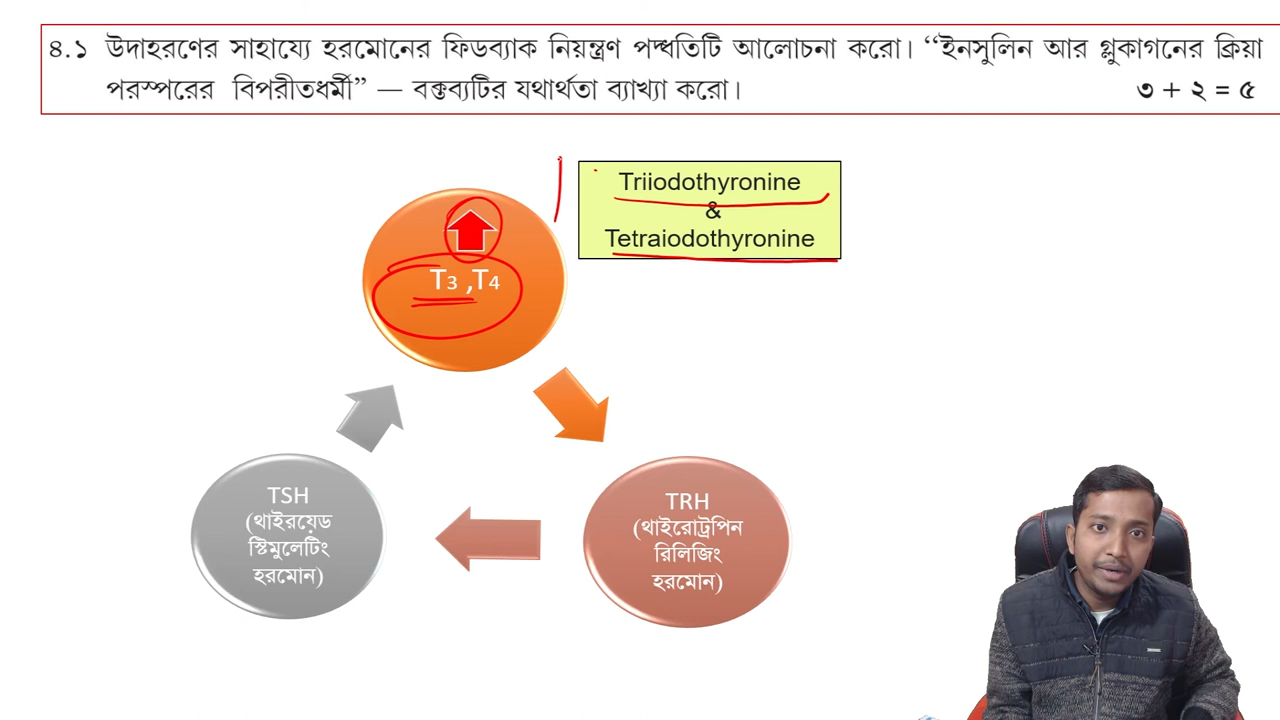 ৪.১ উদাহরণের সাহায্যে হরমোনের ফিডব্যাক নিয়ন্ত্রণ পদ্ধতিটি আলোচনা করো। “ইনসুলিন আর গ্লুকাগনের ক্রিয়া
পরস্পরের বিপরীতধর্মী” — বক্তব্যটির যথার্থতা ব্যাখ্যা করো। ৩ + ২ = ৫
Triiodothyronine
&
Tetraiodothyronine
T3 ,T4
TSH
(থাইরয়েড
স্টিমুলেটিং
হরমোন)
TRH
(থাইরোট্রপিন
রিলিজিং
হরমোন)